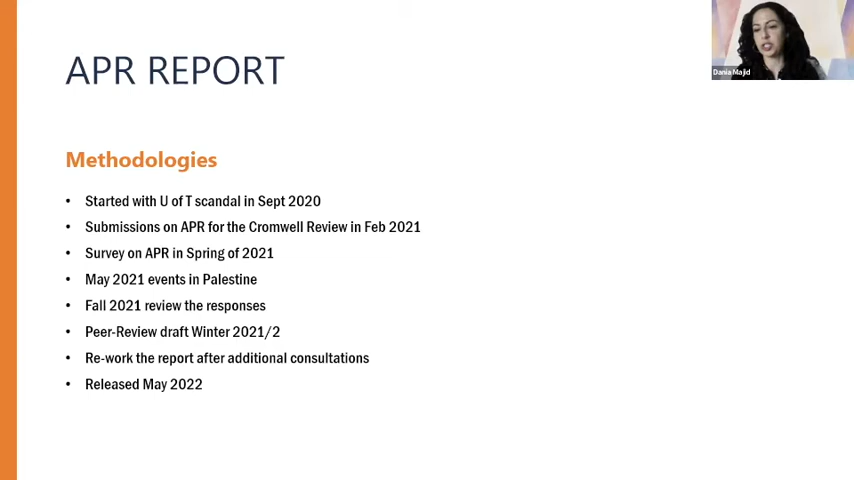 APR REPORT
Dania Majid
Methodologies
• Started with U of T scandal in Sept 2020
• Submissions on APR for the Cromwell Review in Feb 2021
• Survey on APR in Spring of 2021
• May 2021 events in Palestine
• Fall 2021 review the responses
• Peer-Review draft Winter 2021/2
• Re-work the report after additional consultations
• Released May 2022